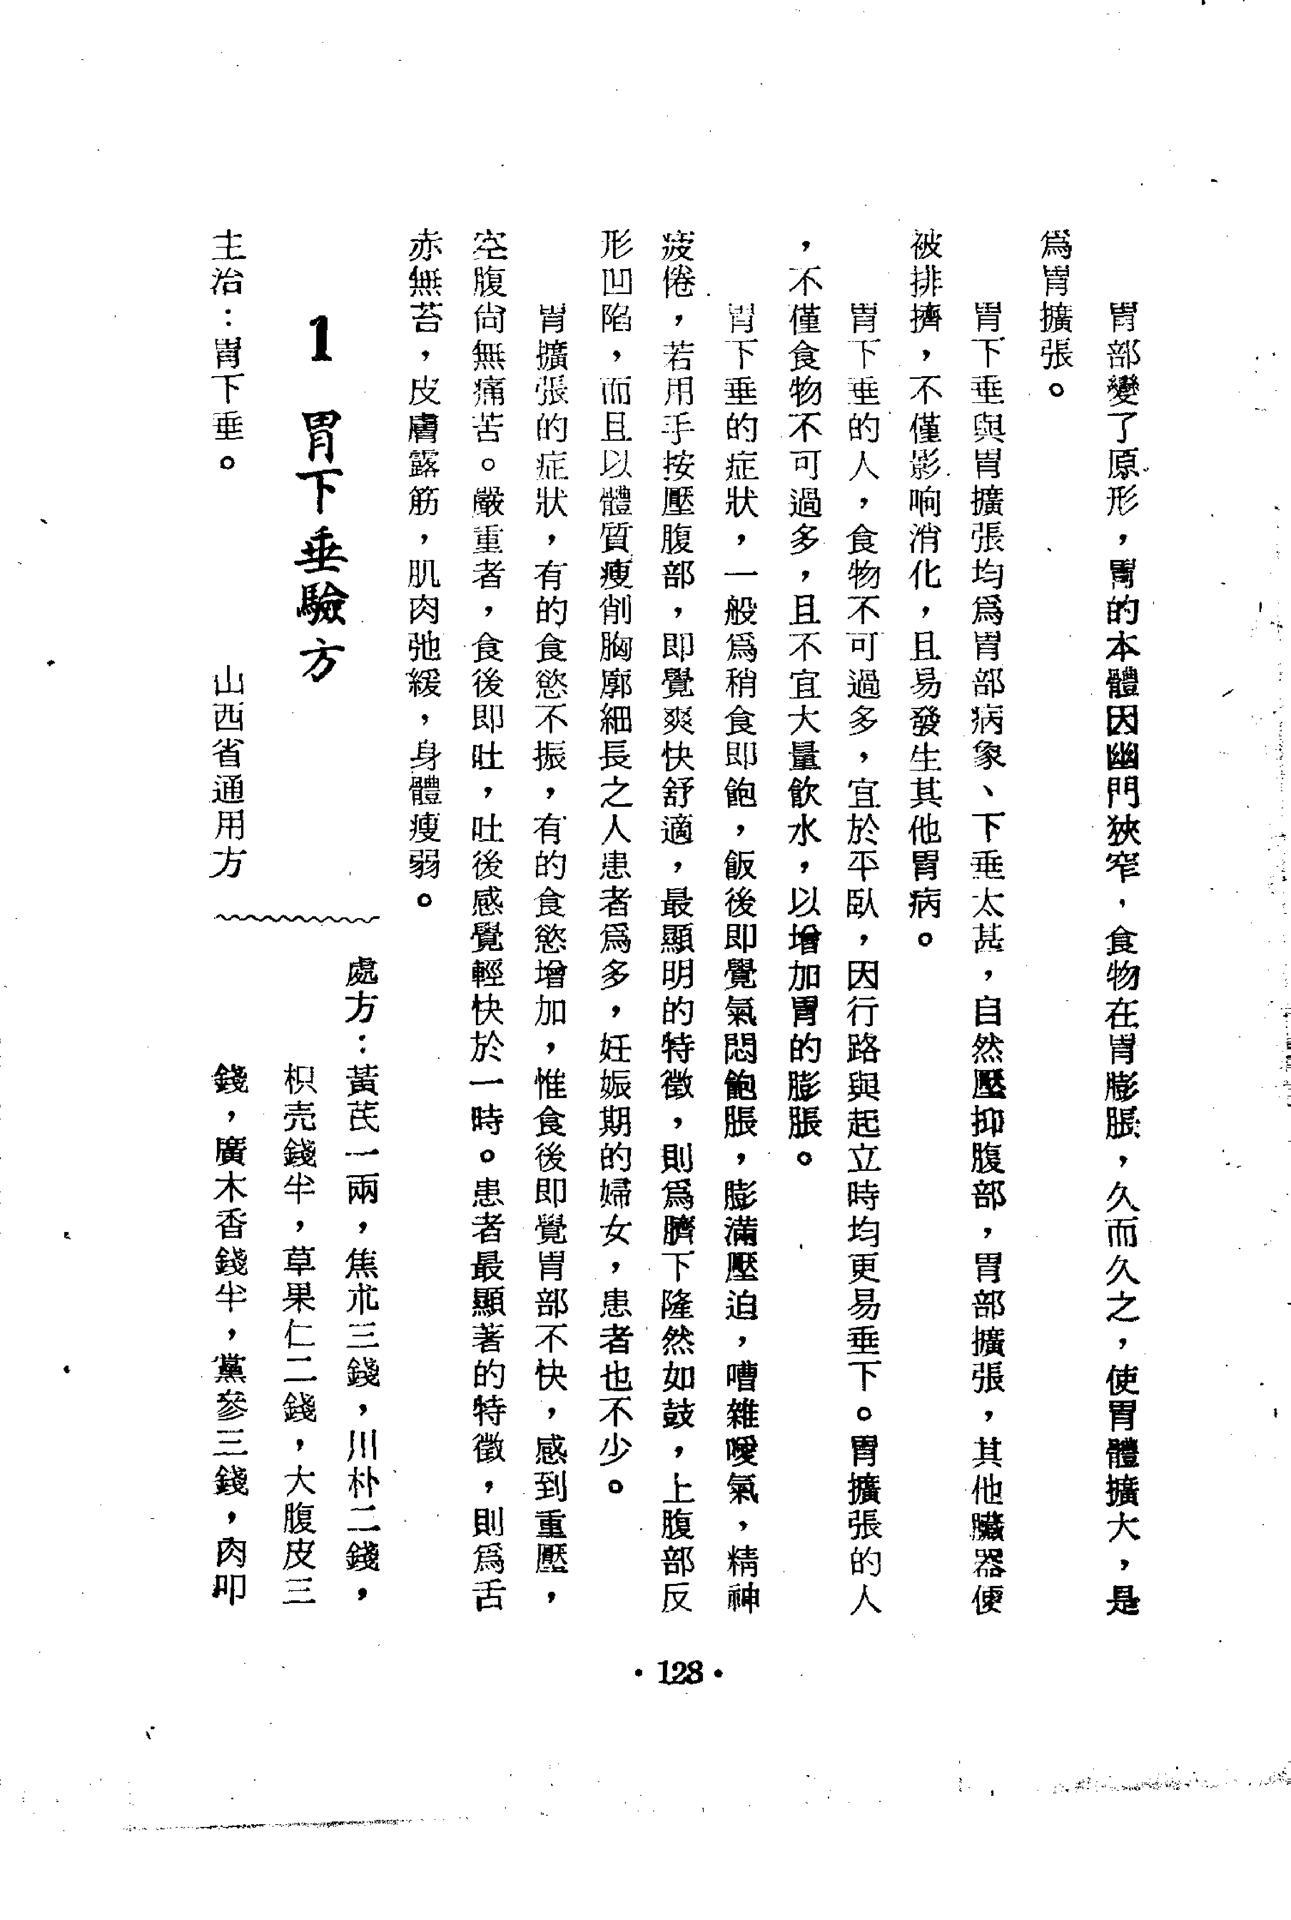 胃部變了原形，胃的本體因幽門狹窄，食物在胃膨脹，久而久之，使胃體擴大，是
爲胃擴張。
胃下垂與胃擴張均爲胃部病象、下垂太甚，自然壓抑腹部，胃部擴張，其他臟器便
被排擠，不僅影响消化，且易發生其他胃病。
胃下垂的人，食物不可過多，宜於平臥，因行路與起立時均更易垂下。胃擴張的人
，不僅食物不可過多，且不宜大量飲水，以增加胃的膨脹。
胃下垂的症狀，一般爲稍食即飽，飯後即覺氣悶飽脹，膨滿壓迫，嘈雜噯氣，精神
疲倦，若用手按壓腹部，即覺爽快舒適，最顯明的特徵，則爲臍下隆然如鼓，上腹部反
形凹陷，而且以體質瘦削胸廓細長之人患者爲多，妊娠期的婦女，患者也不少。
胃擴張的症狀，有的食慾不振，有的食慾增加，惟食後即覺胃部不快，感到重壓，
空腹尙無痛苦。嚴重者，食後即吐，吐後感覺輕快於一時。患者最顯著的特徵，則爲舌
赤無苔，皮膚露筋，肌肉弛緩，身體瘦弱。
1 胃下垂驗方
山西省通用方
主治：胃下垂。
處方：黃芪一兩，焦朮三錢，川朴二錢，
枳壳錢半，草果仁二錢，大腹皮三
錢，廣木香錢半，黨參三錢，肉叩
·128·